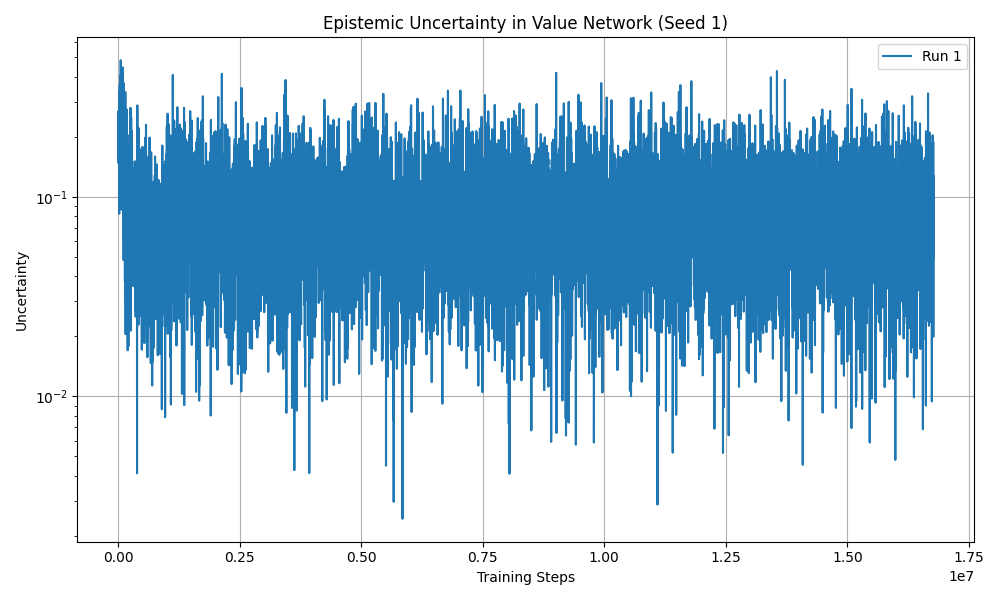 Epistemic Uncertainty in Value Network (Seed 1)
Run 1
Uncertainty
10⁻¹
10⁻²
0.00 0.25 0.50 0.75 1.00 1.25 1.50 1.75
1e7
Training Steps